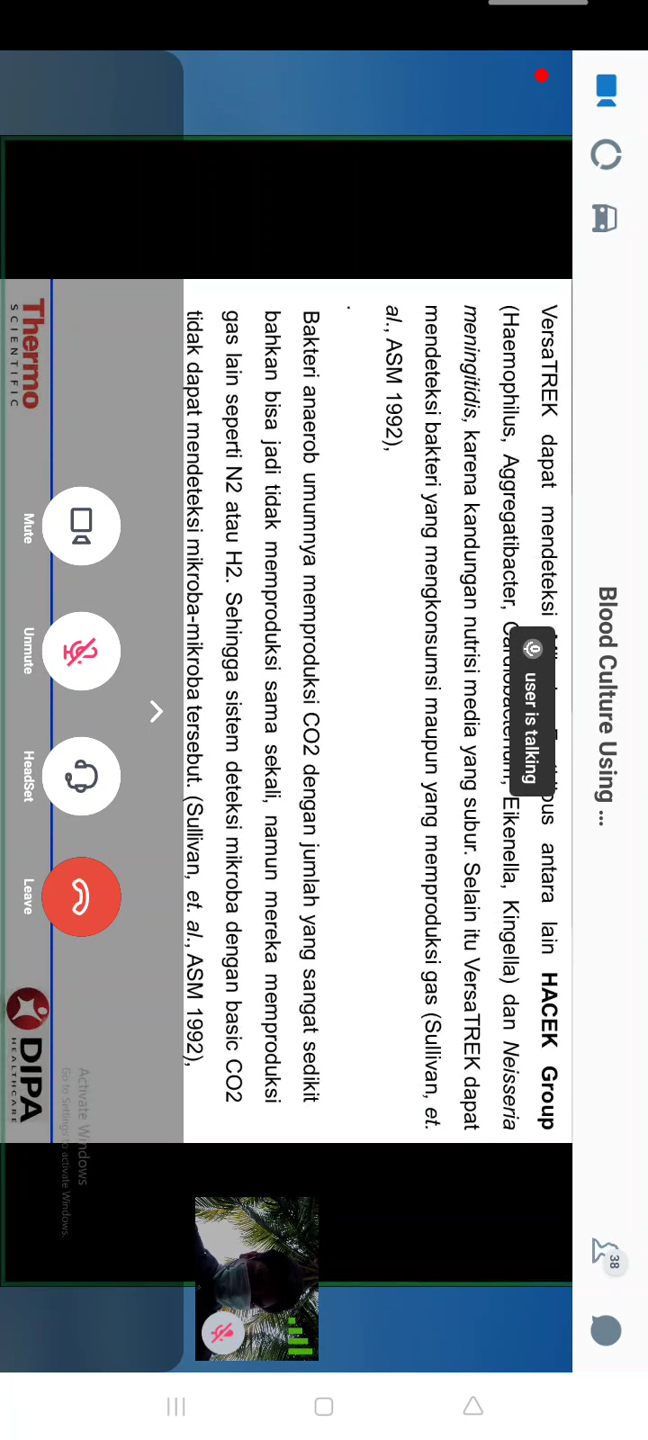 Blood Culture Using ...
38
user is talking
VersaTREK dapat mendeteksi antara lain HACEK Group
(Haemophilus, Aggregatibacter, Eikenella, Kingella) dan Neisseria
meningitidis, karena kandungan nutrisi media yang subur. Selain itu VersaTREK dapat
mendeteksi bakteri yang mengkonsumsi maupun yang memproduksi gas (Sullivan, et.
al., ASM 1992),
.
Bakteri anaerob umumnya memproduksi CO2 dengan jumlah yang sangat sedikit
bahkan bisa jadi tidak memproduksi sama sekali, namun mereka memproduksi
gas lain seperti N2 atau H2. Sehingga sistem deteksi mikroba dengan basic CO2
tidak dapat mendeteksi mikroba-mikroba tersebut. (Sullivan, et. al., ASM 1992),
Mute
Unmute
HeadSet
Leave
Activate Windows
Go to Settings to activate Windows.
Thermo
SCIENTIFIC
DIPA
HEALTHCARE